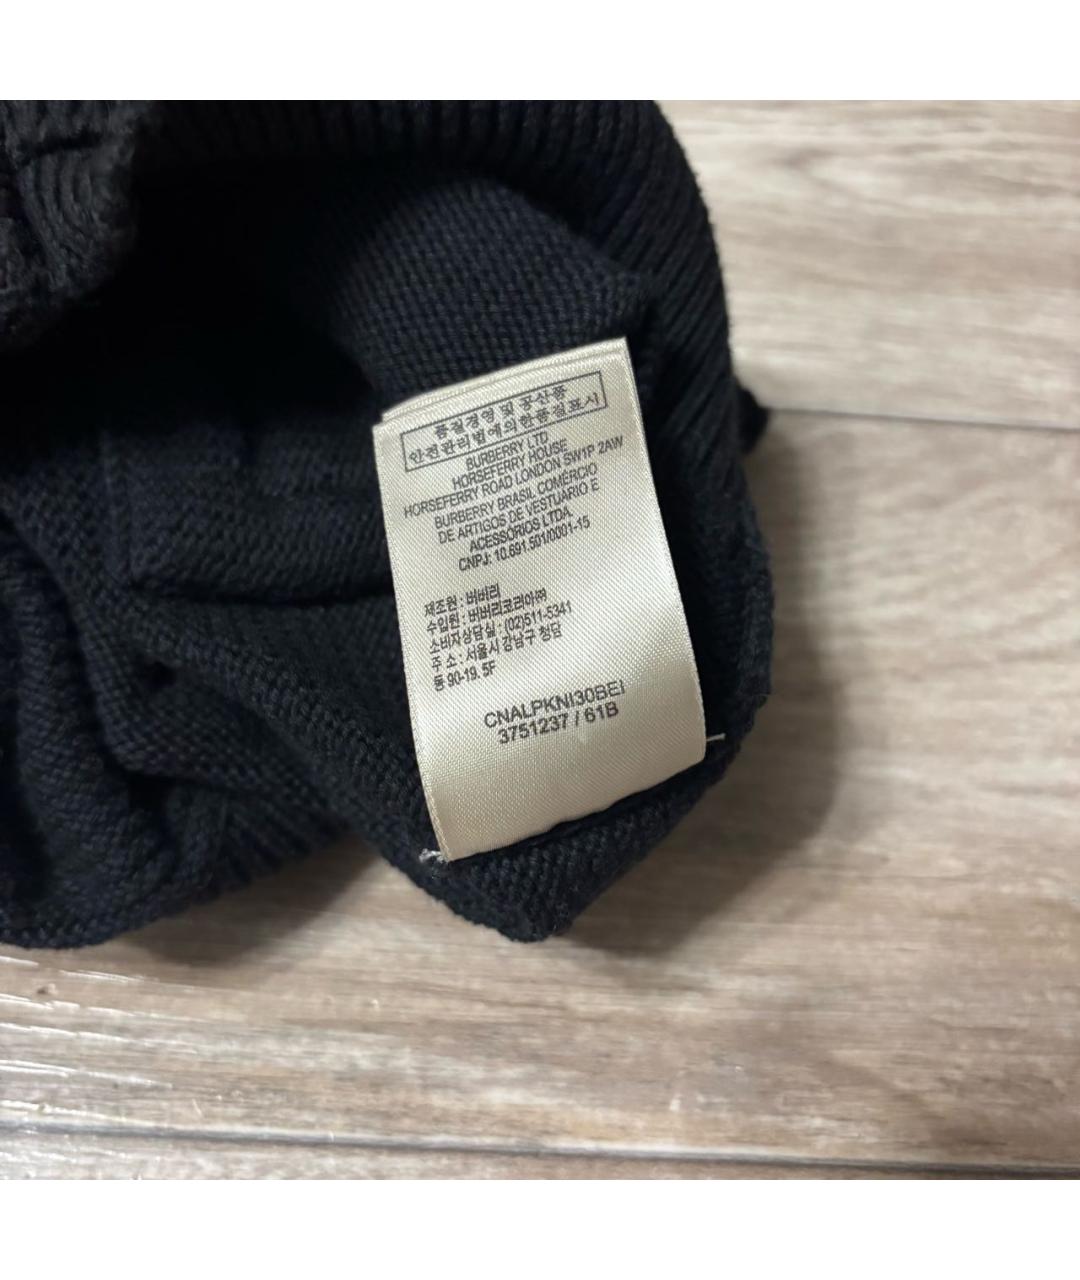 품질경영 및 공산품
안전관리법에의한품질표시
BURBERRY LTD
HORSEFERRY HOUSE
HORSEFERRY ROAD LONDON SW1P 2AW
BURBERRY BRASIL COMÉRCIO
DE ARTIGOS DE VESTUÁRIO E
ACESSÓRIOS LTDA
CNPJ: 10.691.501/0001-15
제조원 : 버버리
수입원 : 버버리코리아㈜
소비자상담실 : (02)511-5341
주 소 : 서울시 강남구 청담
동 90-19. 5F
CNALPKNI30BEI
3751237 / 61B